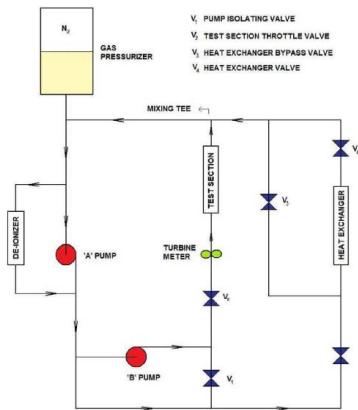 N₂
GAS
PRESSURIZER
V₁ PUMP ISOLATING VALVE
V₂ TEST SECTION THROTTLE VALVE
V₃ HEAT EXCHANGER BYPASS VALVE
V₄ HEAT EXCHANGER VALVE
MIXING TEE
TEST SECTION
V₄
V₃
HEAT EXCHANGER
DE-IONIZER
TURBINE
METER
'A' PUMP
V₂
'B' PUMP
V₁